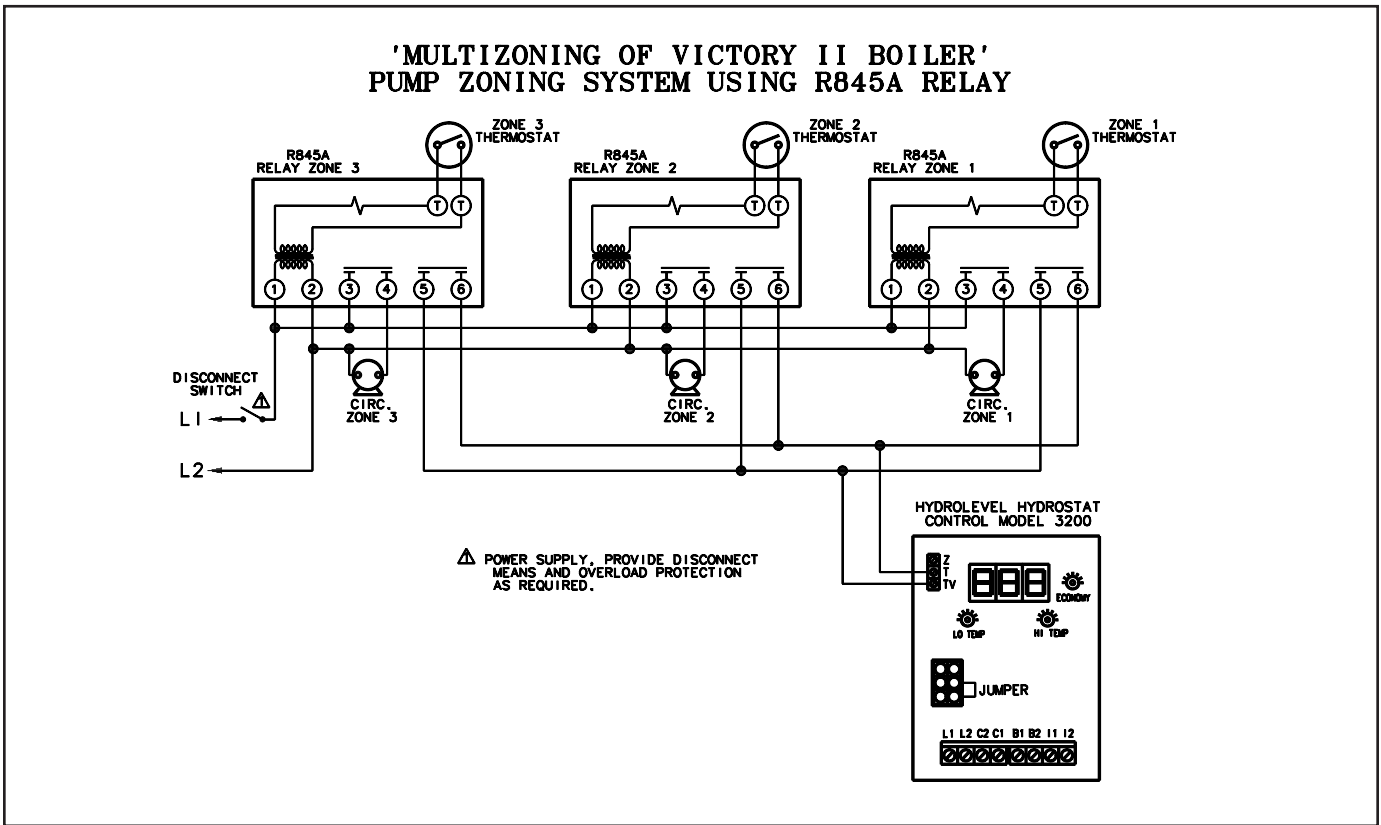 'MULTIZONING OF VICTORY II BOILER'
PUMP ZONING SYSTEM USING R845A RELAY
ZONE 3
THERMOSTAT
R845A
RELAY ZONE 3
T T
1 2 3 4 5 6
ZONE 2
THERMOSTAT
R845A
RELAY ZONE 2
T T
1 2 3 4 5 6
ZONE 1
THERMOSTAT
R845A
RELAY ZONE 1
T T
1 2 3 4 5 6
DISCONNECT
SWITCH
!
L1
L2
CIRC.
ZONE 3
CIRC.
ZONE 2
CIRC.
ZONE 1
! POWER SUPPLY, PROVIDE DISCONNECT
MEANS AND OVERLOAD PROTECTION
AS REQUIRED.
HYDROLEVEL HYDROSTAT
CONTROL MODEL 3200
Z
T
TV
888
ECONOMY
LO TEMP
HI TEMP
JUMPER
L1 L2 C2 C1 B1 B2 I1 I2